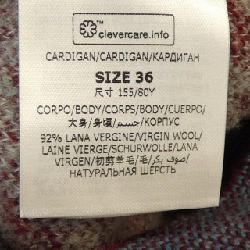 clevercare.info
CARDIGAN/CARDIGAN/КАРДИГАН
SIZE 36
尺寸 155/80Y
CORPO/BODY/CORPS/BODY/CUERPO/
大身/身頃/جسم/КОРПУС
92% LANA VERGINE/VIRGIN WOOL/
LAINE VIERGE/SCHURWOLLE/LANA
VIRGEN/初剪羊毛/毛/صوف بكر/
НАТУРАЛЬНАЯ ШЕРСТЬ